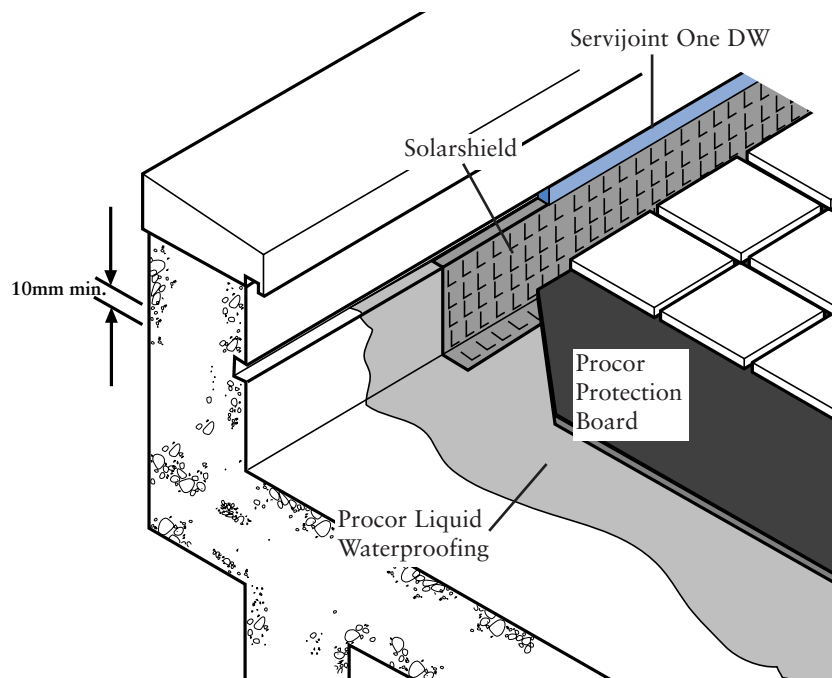 Servijoint One DW
Solarshield
10mm min.
Procor
Protection
Board
Procor Liquid
Waterproofing